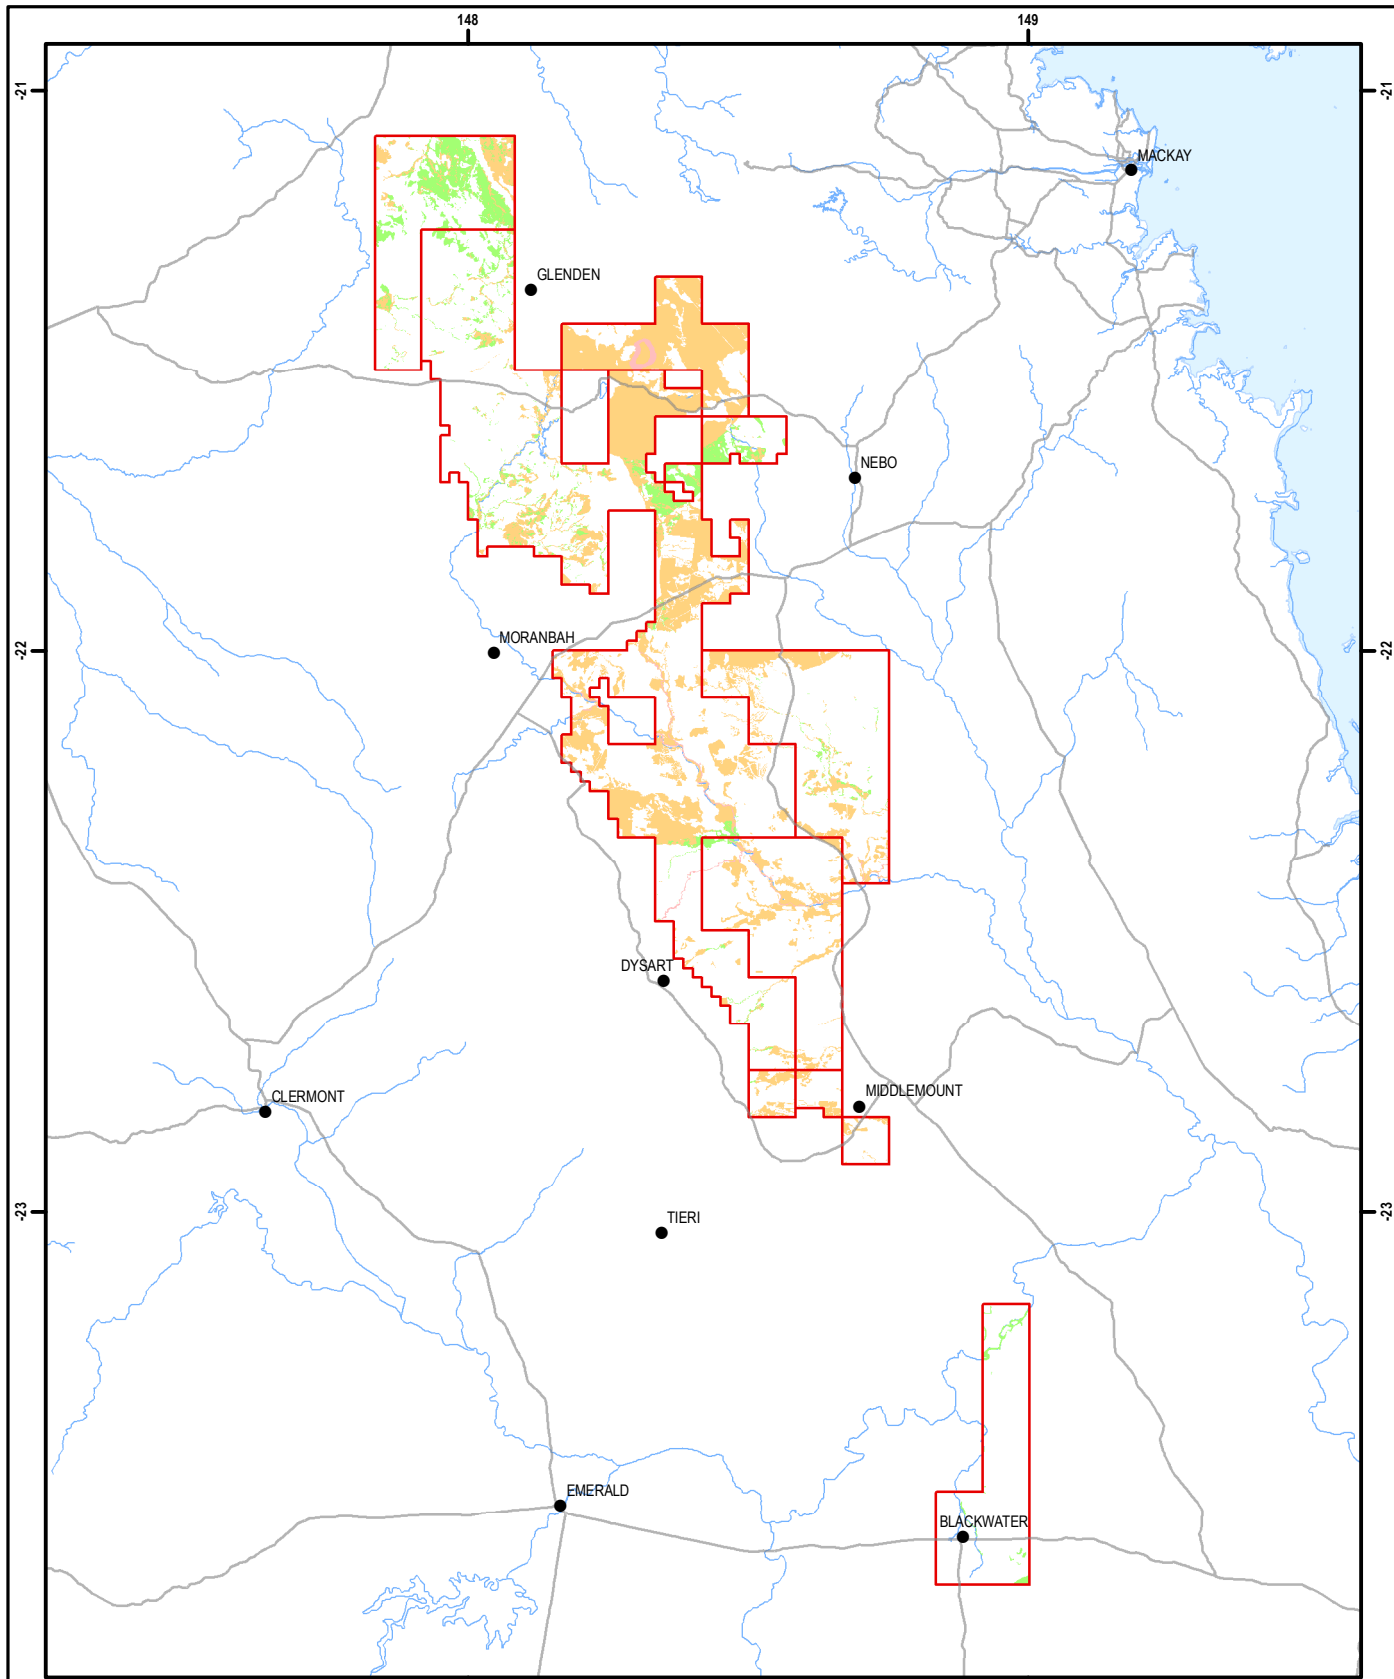 148 149
-21 -21
MACKAY
GLENDEN
NEBO
-22 -22
MORANBAH
DYSART
CLERMONT
MIDDLEMOUNT
-23 -23
TIERI
EMERALD
BLACKWATER